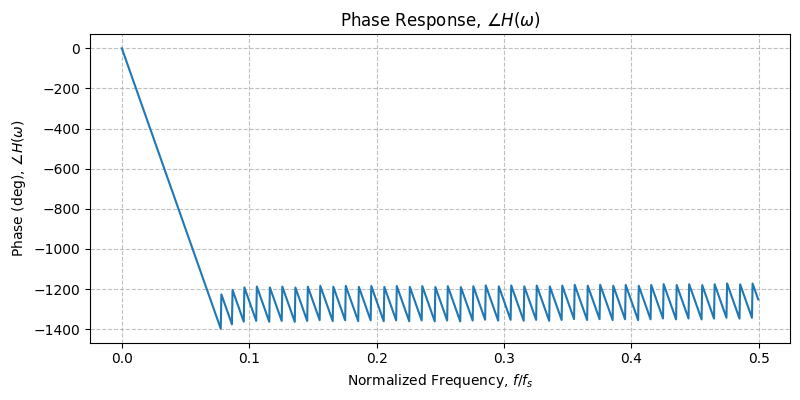 Phase Response, ∠H(ω)
Phase (deg), ∠H(ω)
0
−200
−400
−600
−800
−1000
−1200
−1400
0.0 0.1 0.2 0.3 0.4 0.5
Normalized Frequency, f/fₛ